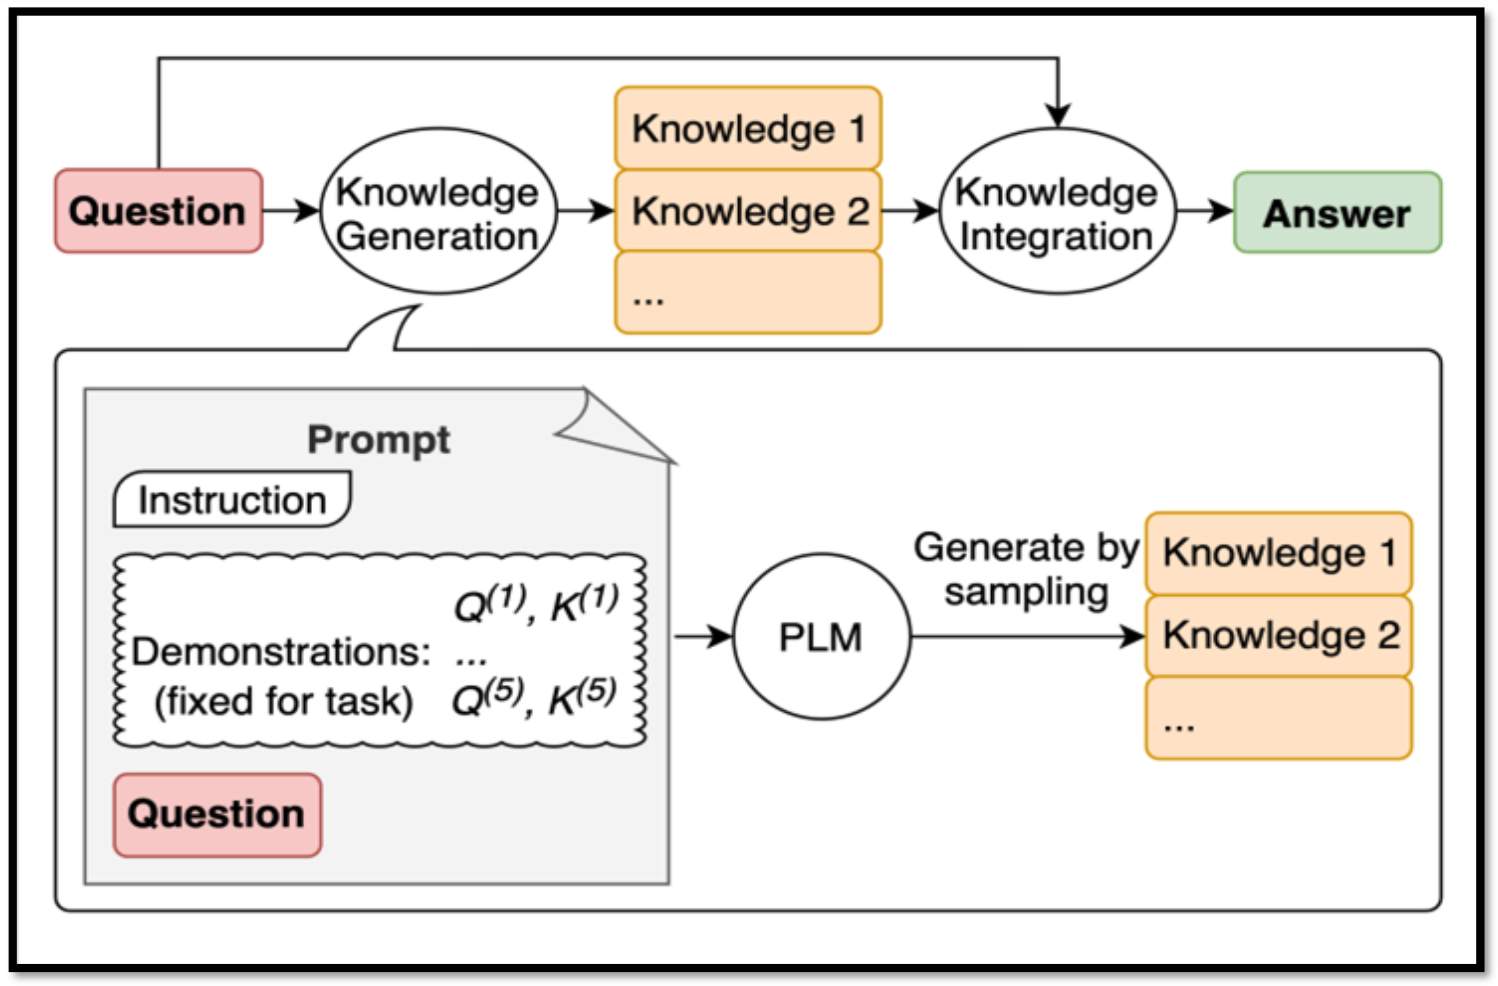 Question
Knowledge
Generation
Knowledge 1
Knowledge 2
...
Knowledge
Integration
Answer
Prompt
Instruction
Q(1), K(1)
Demonstrations: ...
(fixed for task) Q(5), K(5)
Question
PLM
Generate by
sampling
Knowledge 1
Knowledge 2
...